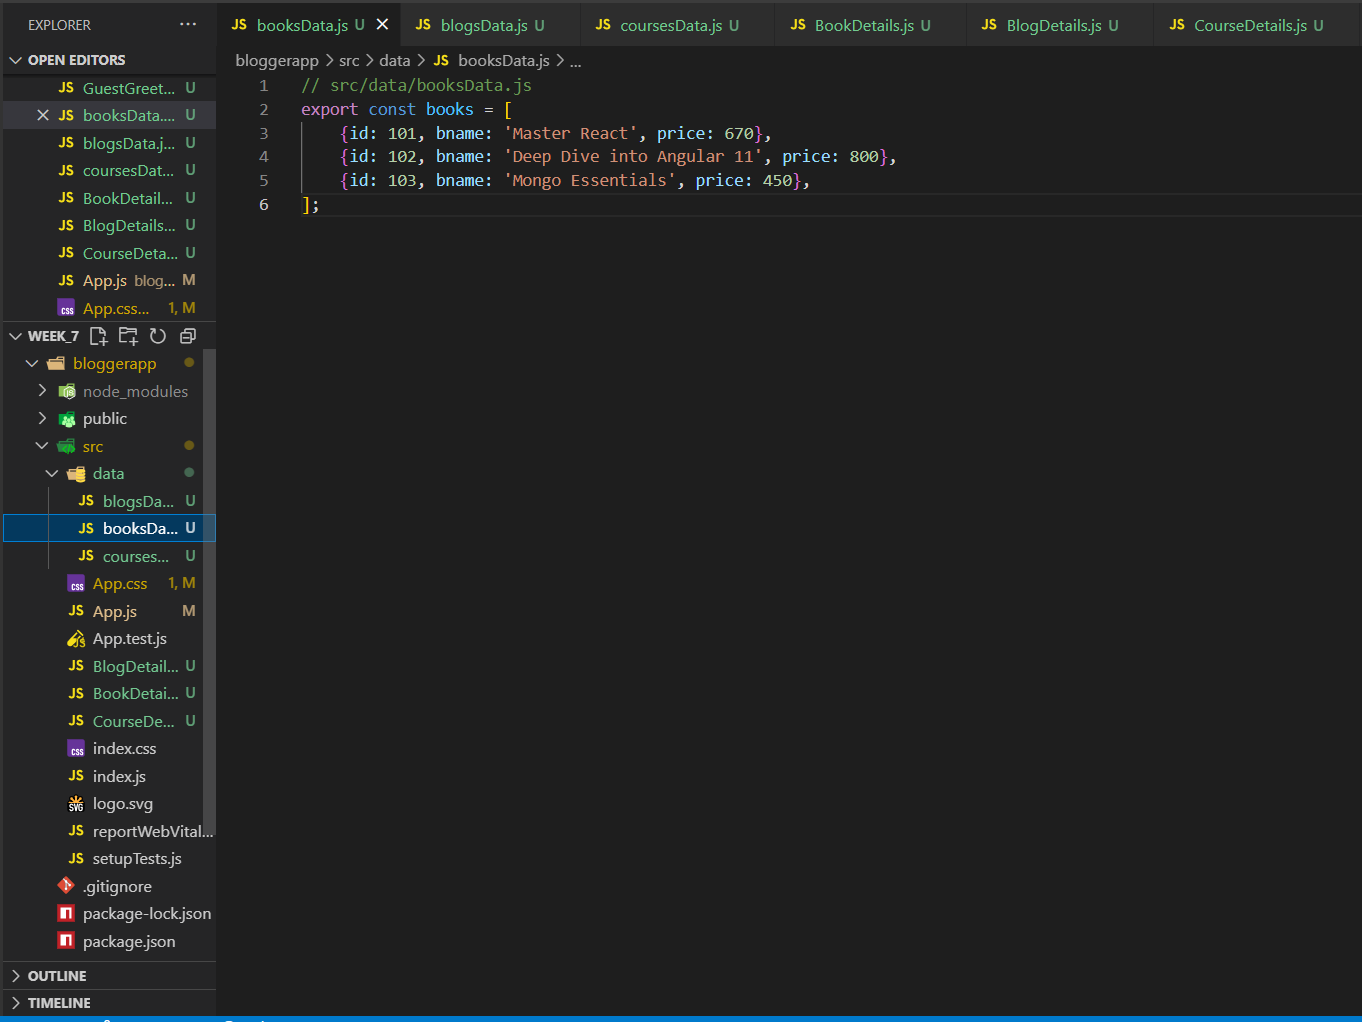 EXPLORER ···
OPEN EDITORS
JS GuestGreet... U
JS booksData.... U
JS blogsData.j... U
JS coursesDat... U
JS BookDetail... U
JS BlogDetails... U
JS CourseDeta... U
JS App.js blog... M
css App.css... 1, M
WEEK_7
bloggerapp
node_modules
public
src
data
JS blogsDa... U
JS booksDa... U
JS courses... U
css App.css 1, M
JS App.js M
App.test.js
JS BlogDetail... U
JS BookDetai... U
JS CourseDe... U
css index.css
JS index.js
SVG logo.svg
JS reportWebVital...
JS setupTests.js
.gitignore
package-lock.json
package.json
OUTLINE
TIMELINE
JS booksData.js U
JS blogsData.js U
JS coursesData.js U
JS BookDetails.js U
JS BlogDetails.js U
JS CourseDetails.js U
bloggerapp > src > data > JS booksData.js > ...
1 // src/data/booksData.js
2 export const books = [
3 {id: 101, bname: 'Master React', price: 670},
4 {id: 102, bname: 'Deep Dive into Angular 11', price: 800},
5 {id: 103, bname: 'Mongo Essentials', price: 450},
6 ];